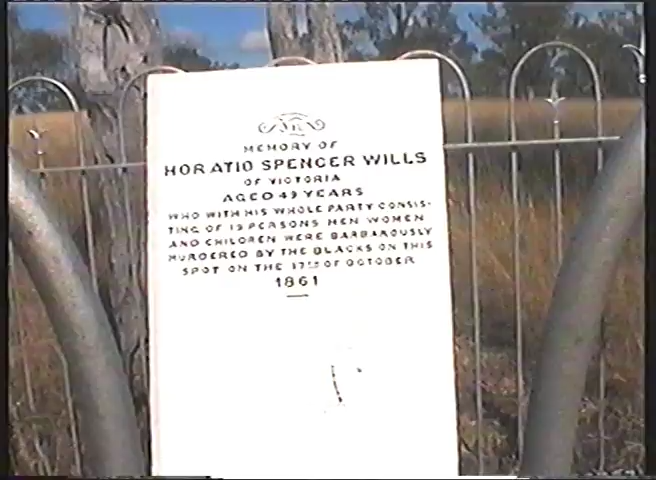 IN
MEMORY OF
HORATIO SPENCER WILLS
OF VICTORIA
AGED 49 YEARS
WHO WITH HIS WHOLE PARTY CONSIS-
TING OF 19 PERSONS MEN WOMEN
AND CHILDREN WERE BARBAROUSLY
MURDERED BY THE BLACKS ON THIS
SPOT ON THE 17TH OF OCTOBER
1861